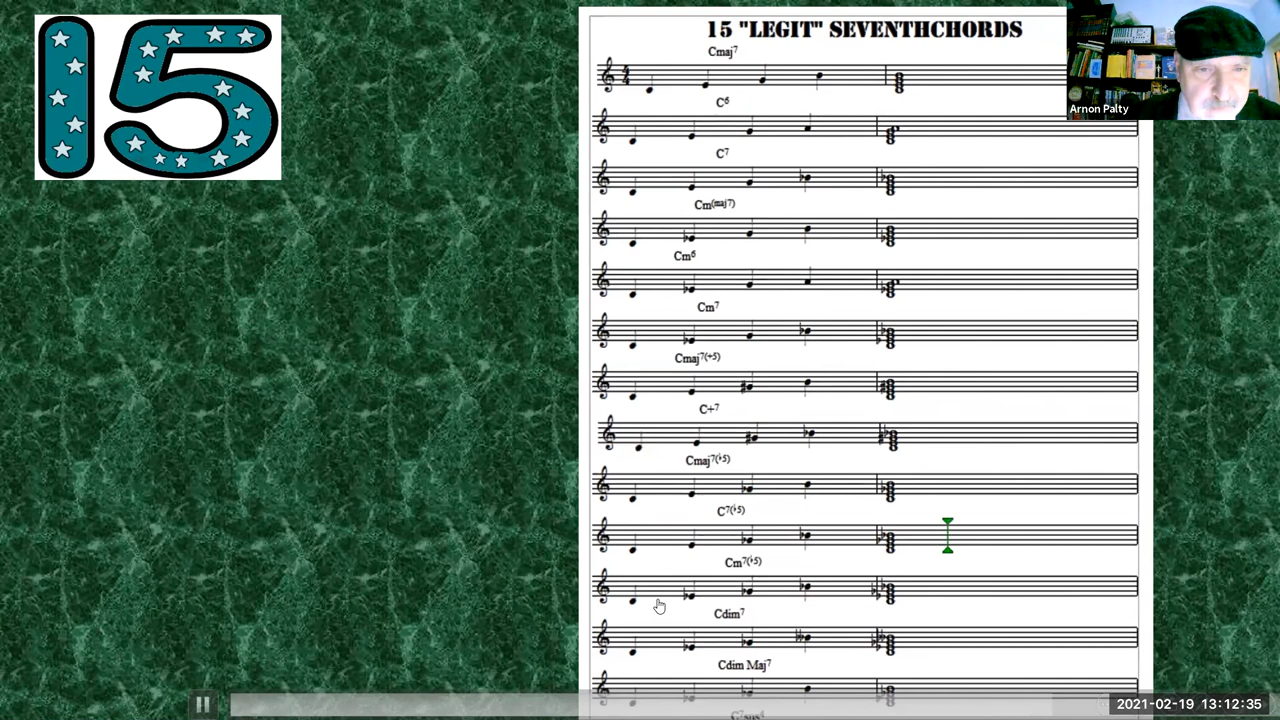 15
15 "LEGIT" SEVENTHCHORDS
Cmaj7
Arnon Palty
C6
C7
Cm(maj7)
Cm6
Cm7
Cmaj7(+5)
C+7
Cmaj7(♭5)
C7(♭5)
Cm7(♭5)
Cdim7
Cdim Maj7
C7sus4
2021-02-19 13:12:35